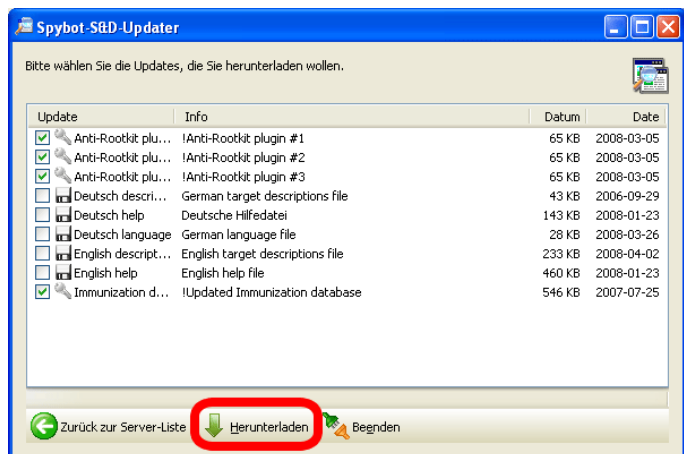 Spybot-S&D-Updater
Bitte wählen Sie die Updates, die Sie herunterladen wollen.
Update Info Datum Date
Anti-Rootkit plu... !Anti-Rootkit plugin #1 65 KB 2008-03-05
Anti-Rootkit plu... !Anti-Rootkit plugin #2 65 KB 2008-03-05
Anti-Rootkit plu... !Anti-Rootkit plugin #3 65 KB 2008-03-05
Deutsch descri... German target descriptions file 43 KB 2006-09-29
Deutsch help Deutsche Hilfedatei 143 KB 2008-01-23
Deutsch language German language file 28 KB 2008-03-26
English descript... English target descriptions file 233 KB 2008-04-02
English help English help file 460 KB 2008-01-23
Immunization d... !Updated Immunization database 546 KB 2007-07-25
Zurück zur Server-Liste Herunterladen Beenden